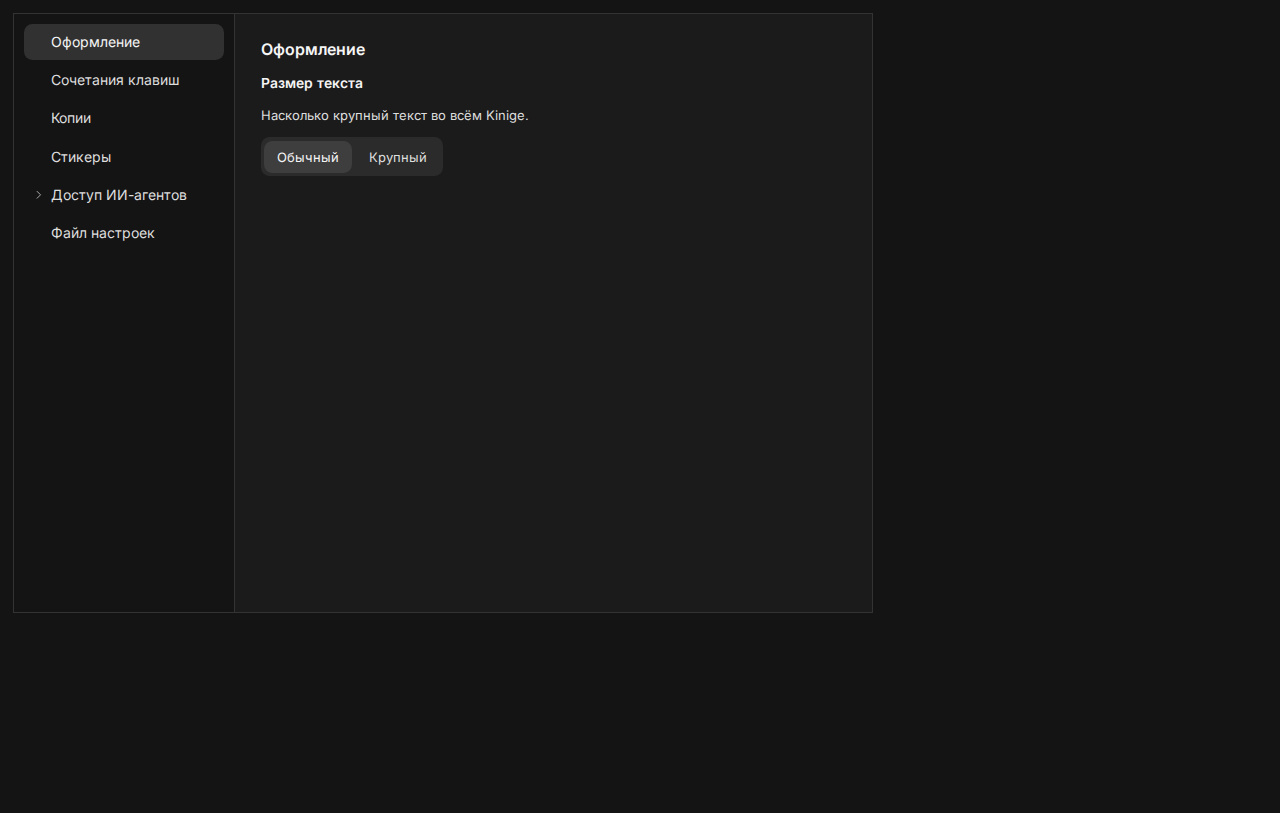 Оформление
Сочетания клавиш
Копии
Стикеры
Доступ ИИ-агентов
Файл настроек
Оформление
Размер текста
Насколько крупный текст во всём Kinige.
Обычный Крупный